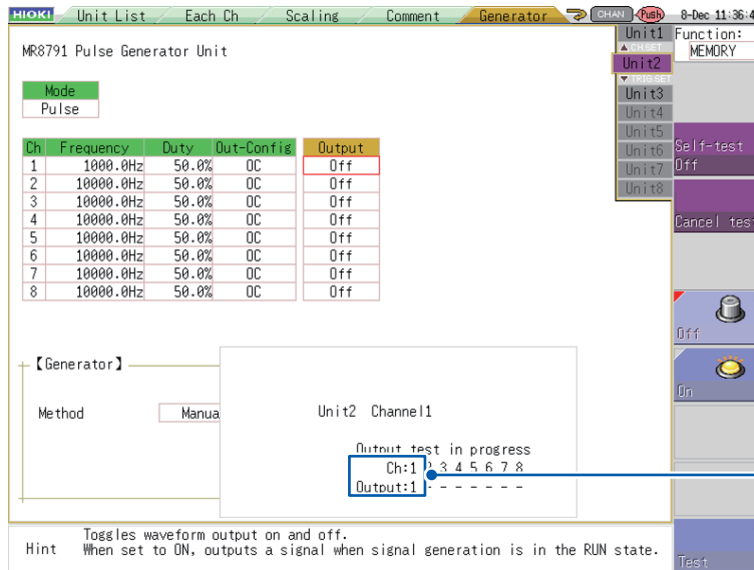 HIOKI Unit List Each Ch Scaling Comment Generator CHAN Push 8-Dec 11:36:4
MR8791 Pulse Generator Unit
Mode
Pulse
Ch Frequency Duty Out-Config Output
1 1000.0Hz 50.0% OC Off
2 10000.0Hz 50.0% OC Off
3 10000.0Hz 50.0% OC Off
4 10000.0Hz 50.0% OC Off
5 10000.0Hz 50.0% OC Off
6 10000.0Hz 50.0% OC Off
7 10000.0Hz 50.0% OC Off
8 10000.0Hz 50.0% OC Off
【Generator】
Method Manua
Unit2 Channel1
Output test in progress
Ch:1 2 3 4 5 6 7 8
Output:1 - - - - - - -
Hint
Toggles waveform output on and off.
When set to ON, outputs a signal when signal generation is in the RUN state.
Unit1
▲CHSET
Unit2
▼TRIGSET
Unit3
Unit4
Unit5
Unit6
Unit7
Unit8
Function:
MEMORY
Self-test
Off
Cancel tes
Off
On
Test